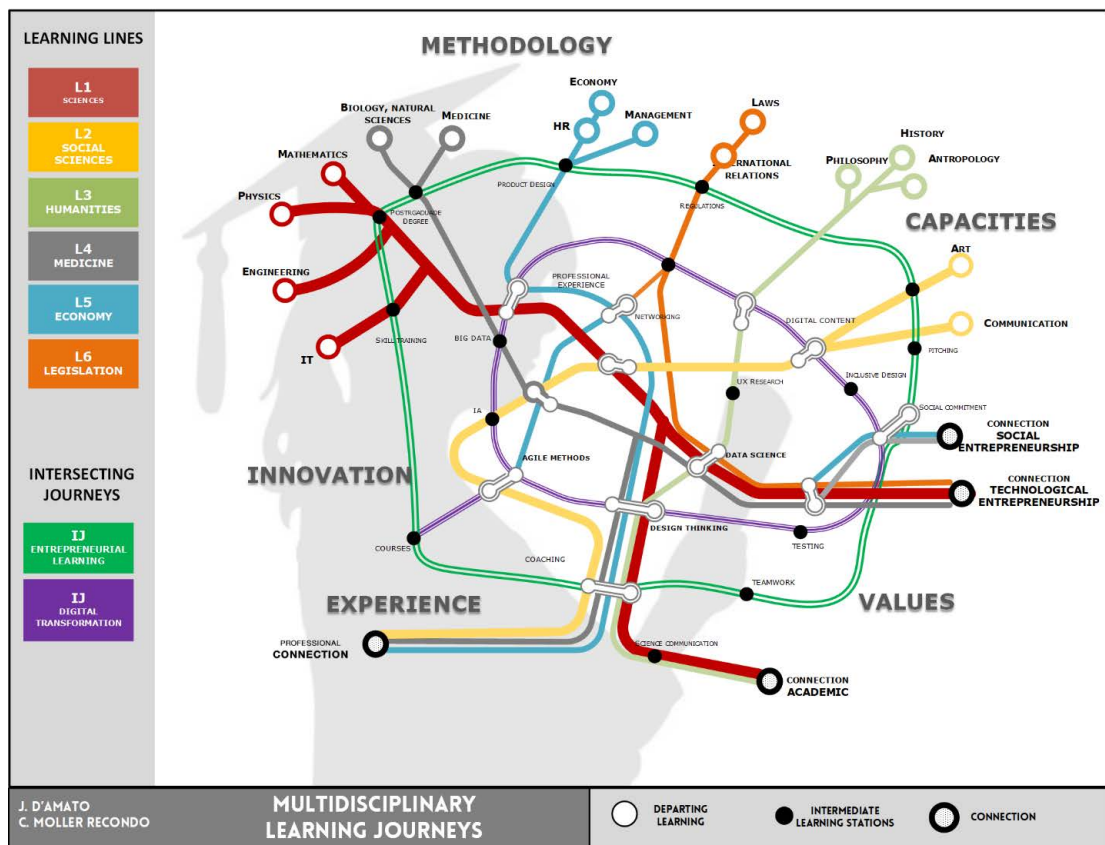 LEARNING LINES
L1
SCIENCES
L2
SOCIAL
SCIENCES
L3
HUMANITIES
L4
MEDICINE
L5
ECONOMY
L6
LEGISLATION
INTERSECTING
JOURNEYS
IJ
ENTREPRENEURIAL
LEARNING
IJ
DIGITAL
TRANSFORMATION
METHODOLOGY
ECONOMY
HR
MANAGEMENT
LAWS
BIOLOGY, NATURAL
SCIENCES
MEDICINE
HISTORY
PHILOSOPHY
ANTROPOLOGY
MATHEMATICS
PRODUCT DESIGN
RELATIONS
REGULATIONS
PHYSICS
DEGREE
CAPACITIES
ART
ENGINEERING
PROFESSIONAL
EXPERIENCE
NETWORKING
DIGITAL CONTENT
COMMUNICATION
SKILL TRAINING
BIG DATA
IT
PITCHING
UX RESEARCH
INCLUSIVE DESIGN
IA
SOCIAL COMMITMENT
CONNECTION
SOCIAL
ENTREPRENEURSHIP
INNOVATION
AGILE METHODS
DATA SCIENCE
CONNECTION
TECHNOLOGICAL
ENTREPRENEURSHIP
DESIGN THINKING
COURSES
TESTING
COACHING
TEAMWORK
EXPERIENCE
VALUES
PROFESSIONAL
CONNECTION
SCIENCE COMMUNICATION
CONNECTION
ACADEMIC
J. D'AMATO
C. MOLLER RECONDO
MULTIDISCIPLINARY
LEARNING JOURNEYS
DEPARTING
LEARNING
INTERMEDIATE
LEARNING STATIONS
CONNECTION